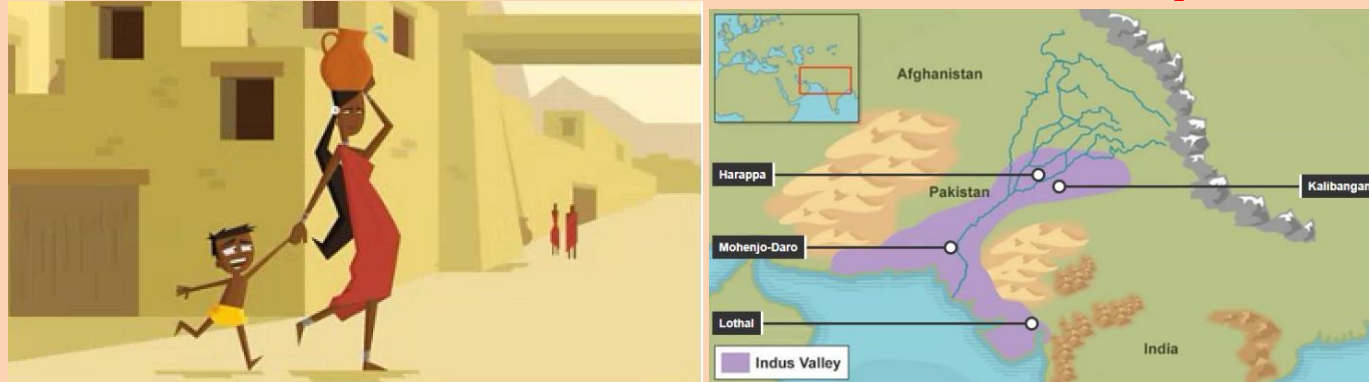 Afghanistan
Harappa
Pakistan
Kalibangan
Mohenjo-Daro
Lothal
India
Indus Valley